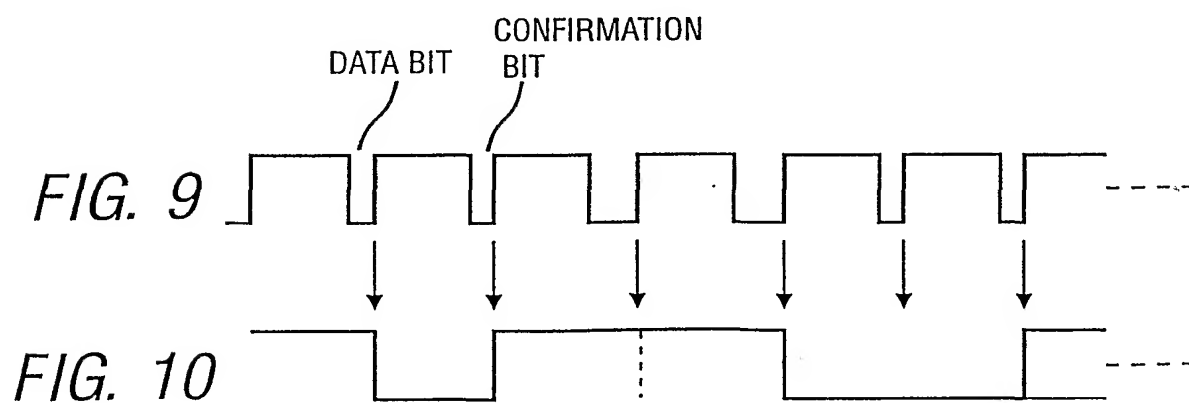 CONFIRMATION
DATA BIT
BIT
FIG. 9
FIG. 10